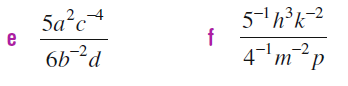 e  5a²c⁻⁴ / 6b⁻²d  f  5⁻¹h³k⁻² / 4⁻¹m⁻²p